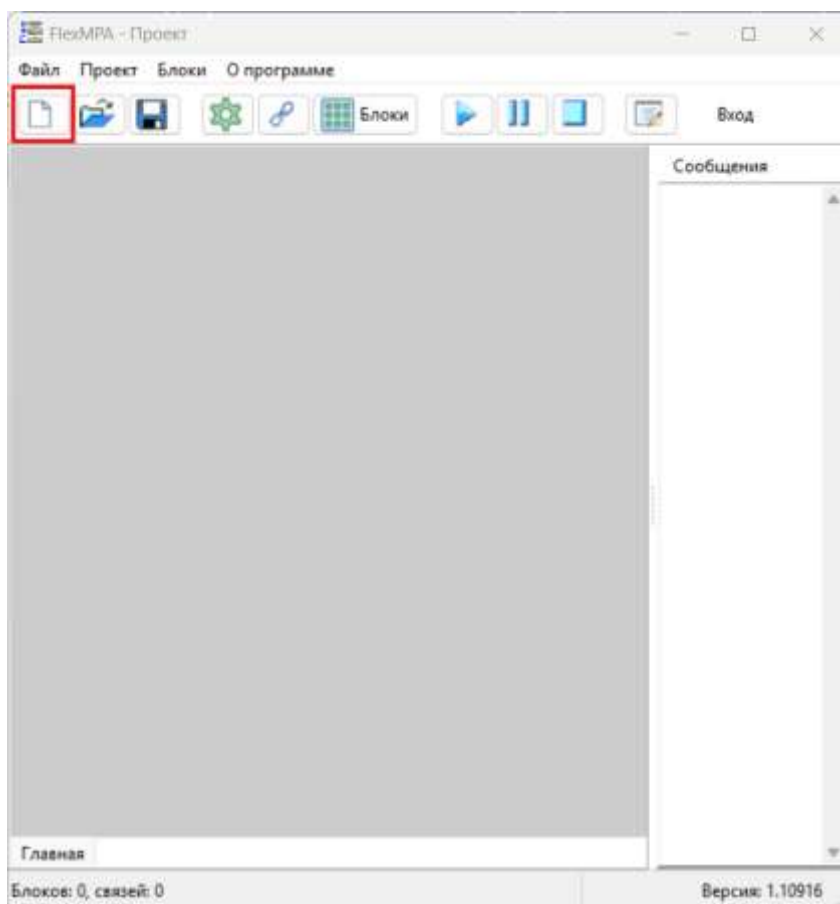 FlexMPA - Проект
Файл Проект Блоки О программе
Блоки Вход
Сообщения
Главная
Блоков: 0, связей: 0 Версия: 1.10916